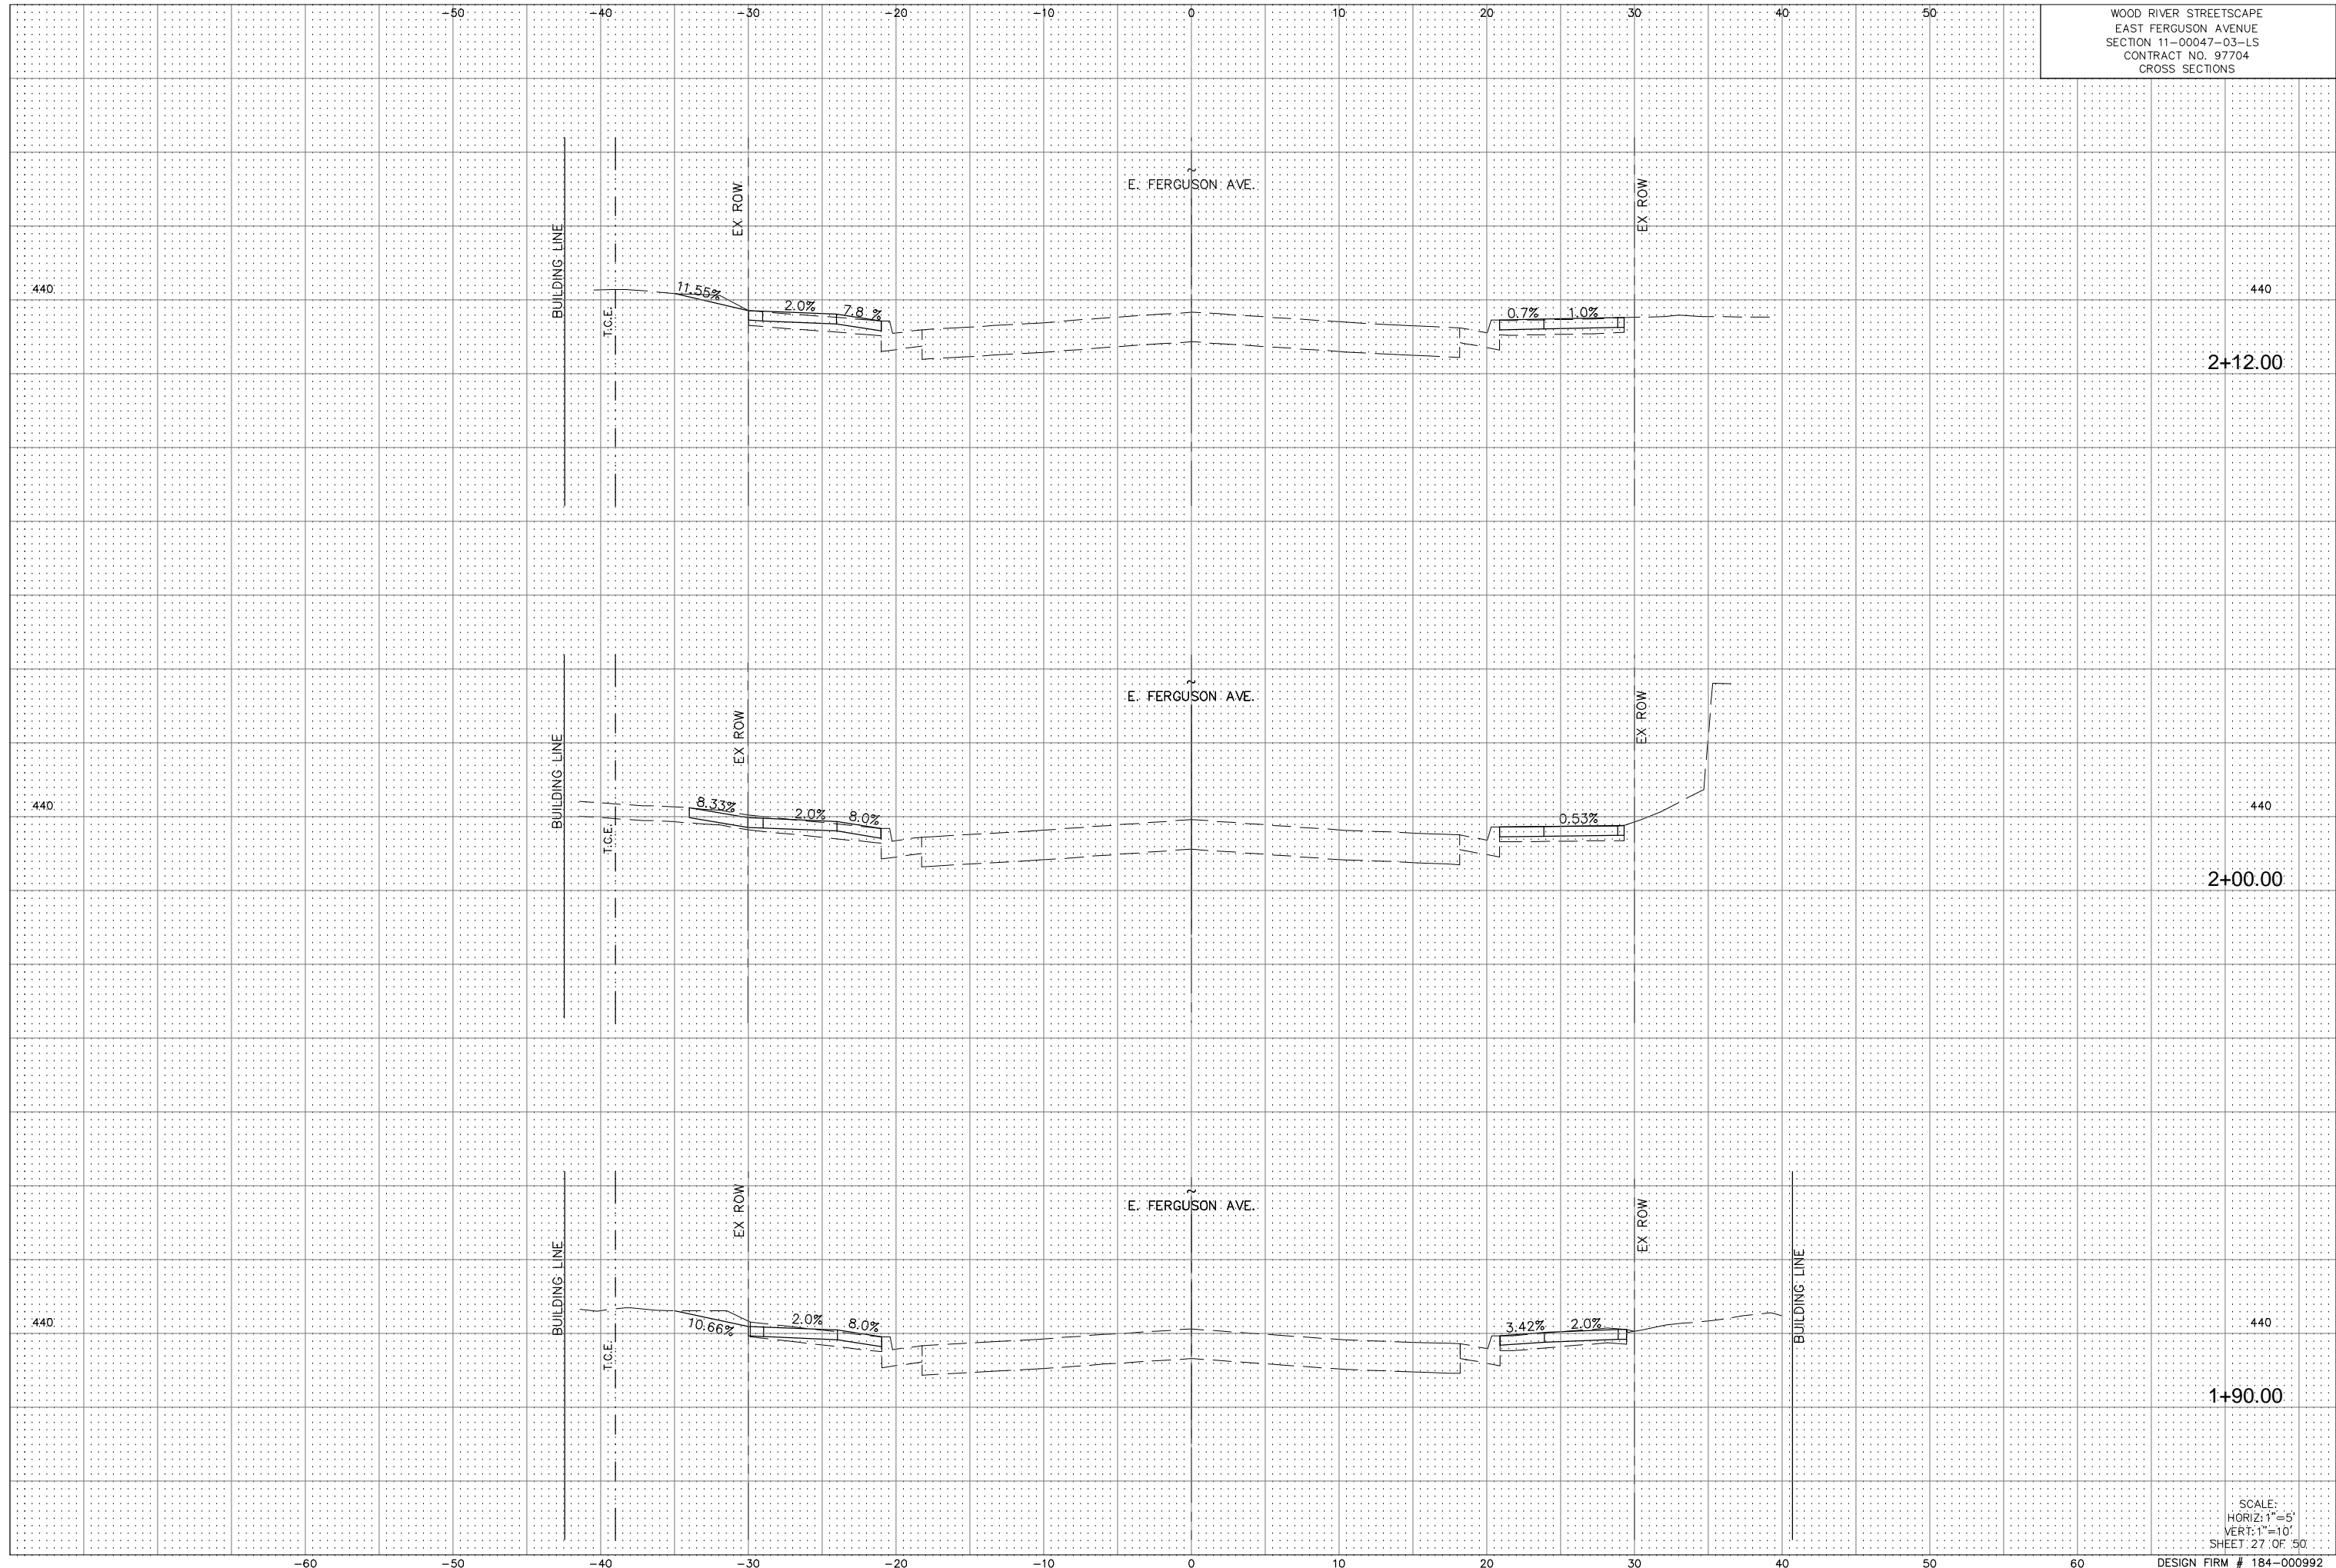 -50 -40 -30 -20 -10 0 10 20 30 40 50
WOOD RIVER STREETSCAPE
EAST FERGUSON AVENUE
SECTION 11-00047-03-LS
CONTRACT NO. 97704
CROSS SECTIONS
BUILDING LINE
T.C.E.
EX ROW
~
E. FERGUSON AVE.
EX ROW
440
11.55%
2.0%
7.8 %
0.7%
1.0%
440
2+12.00
BUILDING LINE
T.C.E.
EX ROW
~
E. FERGUSON AVE.
EX ROW
440
8.33%
2.0%
8.0%
0.53%
440
2+00.00
BUILDING LINE
T.C.E.
EX ROW
~
E. FERGUSON AVE.
EX ROW
BUILDING LINE
440
10.66%
2.0%
8.0%
3.42%
2.0%
440
1+90.00
SCALE:
HORIZ:1"=5'
VERT:1"=10'
SHEET 27 OF 50
-60 -40 -30 -20 -10 0 10 20 30 40 50 60
DESIGN FIRM # 184-000992